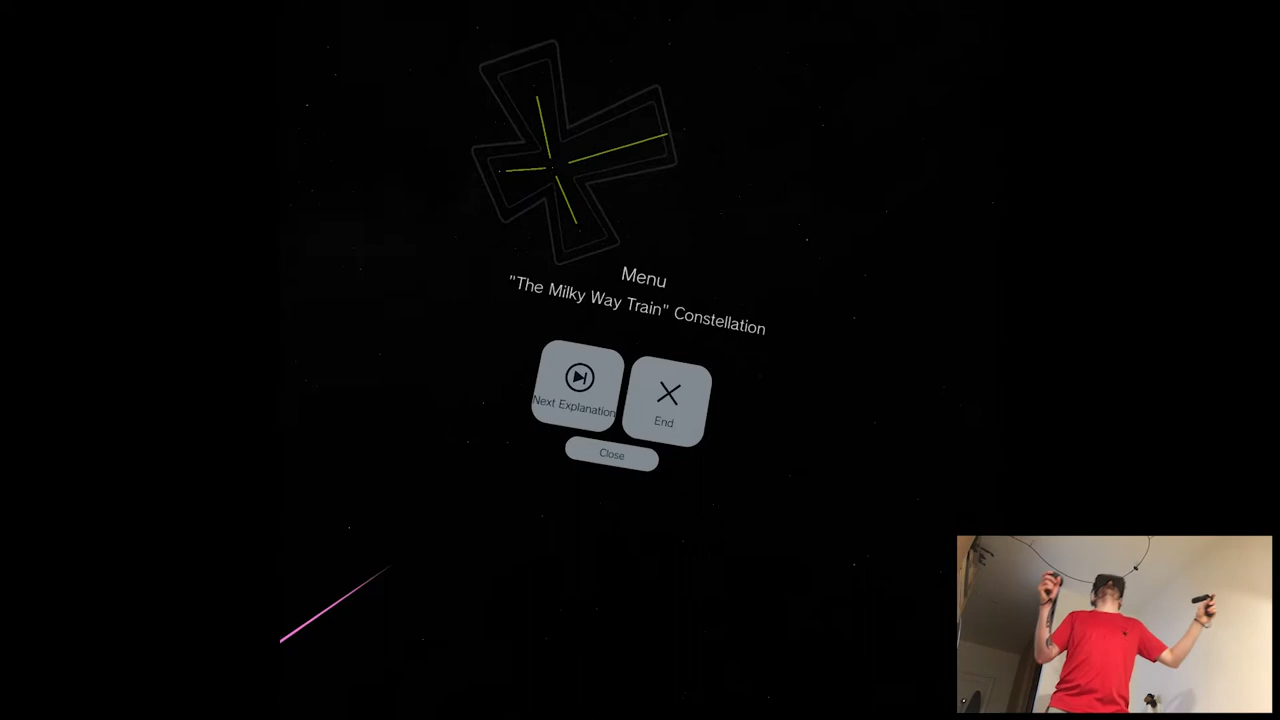 Menu
"The Milky Way Train" Constellation
Next Explanation
End
Close